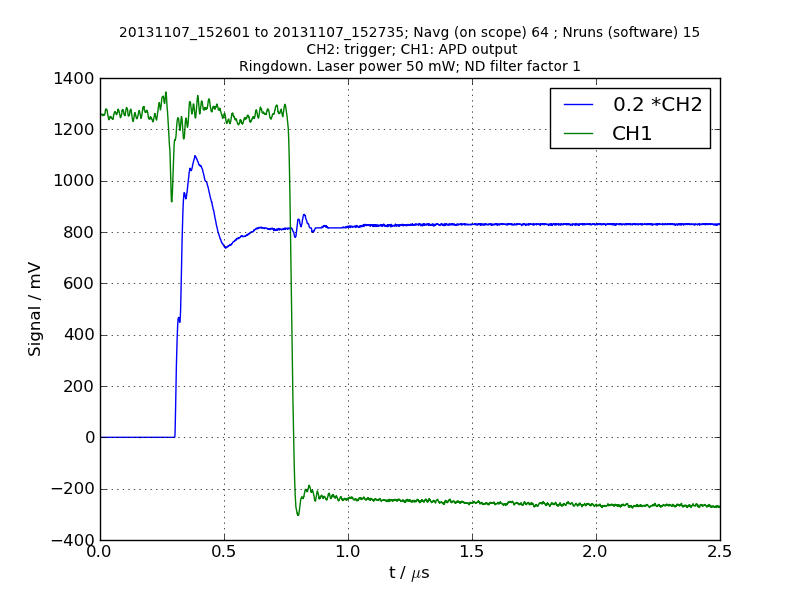 20131107_152601 to 20131107_152735; Navg (on scope) 64 ; Nruns (software) 15
CH2: trigger; CH1: APD output
Ringdown. Laser power 50 mW; ND filter factor 1
1400
1200
1000
800
600
400
200
0
−200
−400
Signal / mV
0.2 *CH2
CH1
0.0
0.5
1.0
1.5
2.0
2.5
t / μs